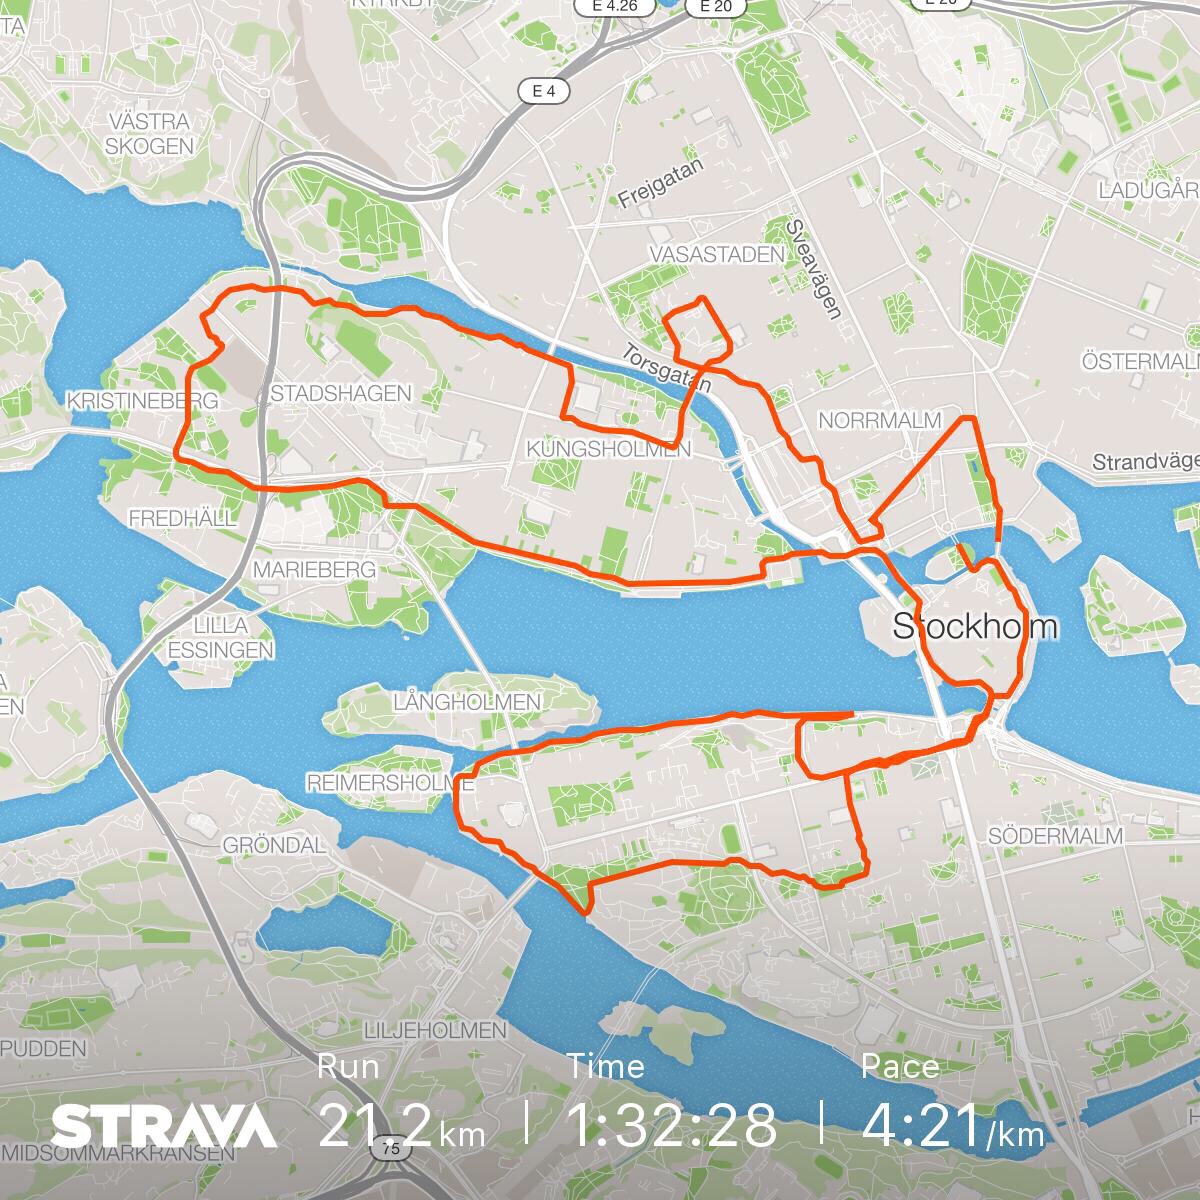 E 4.26
E 20
E 20
E 4
VÄSTRA
SKOGEN
Frejgatan
LADUGÅR
VASASTADEN
Sveavägen
Torsgatan
ÖSTERMALM
STADSHAGEN
KRISTINEBERG
NORRMALM
KUNGSHOLMEN
Strandväge
FREDHÄLL
MARIEBERG
LILLA
ESSINGEN
Stockholm
LÅNGHOLMEN
REIMERSHOLME
GRÖNDAL
SÖDERMALM
LILJEHOLMEN
PUDDEN
Run
Time
Pace
STRAVA
21.2 km
1:32:28
4:21/km
MIDSOMMARKRANSEN
75